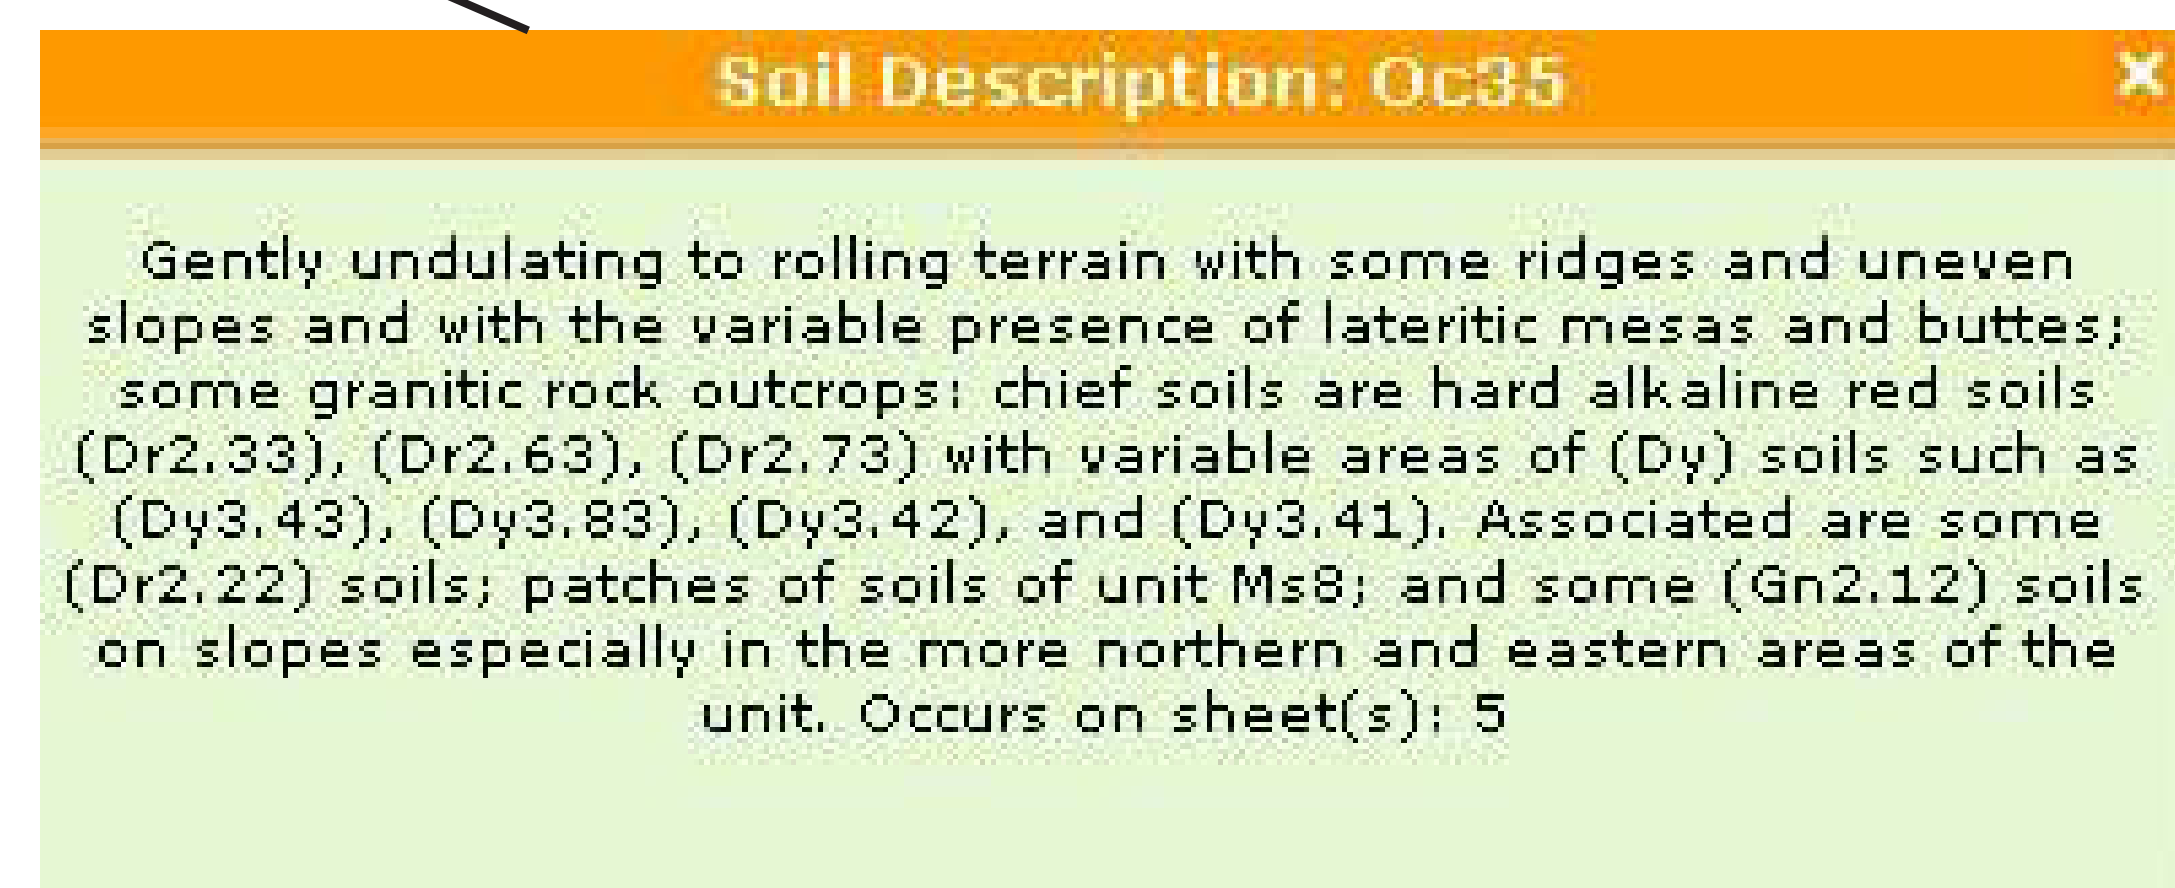 Soil Description: Oc35
Gently undulating to rolling terrain with some ridges and uneven
slopes and with the variable presence of lateritic mesas and buttes;
some granitic rock outcrops: chief soils are hard alkaline red soils
(Dr2.33), (Dr2.63), (Dr2.73) with variable areas of (Dy) soils such as
(Dy3.43), (Dy3.83), (Dy3.42), and (Dy3.41). Associated are some
(Dr2.22) soils; patches of soils of unit Ms8; and some (Gn2.12) soils
on slopes especially in the more northern and eastern areas of the
unit. Occurs on sheet(s): 5